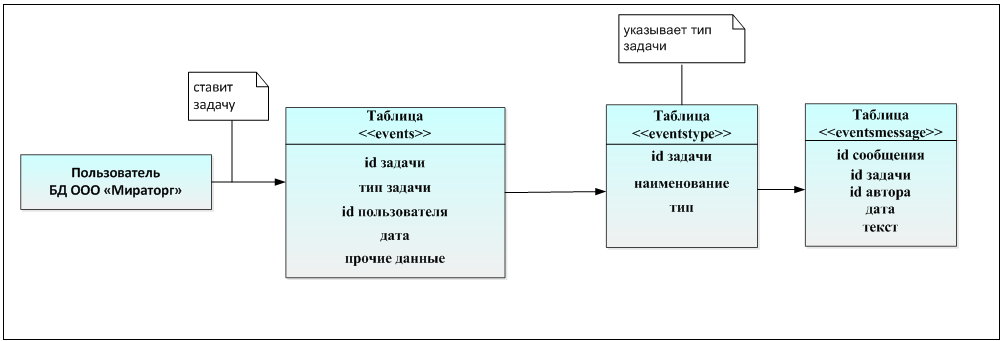 указывает тип
задачи
ставит
задачу
Пользователь
БД ООО «Мираторг»
Таблица
<<events>>
id задачи
тип задачи
id пользователя
дата
прочие данные
Таблица
<<eventstype>>
id задачи
наименование
тип
Таблица
<<eventsmessage>>
id сообщения
id задачи
id автора
дата
текст